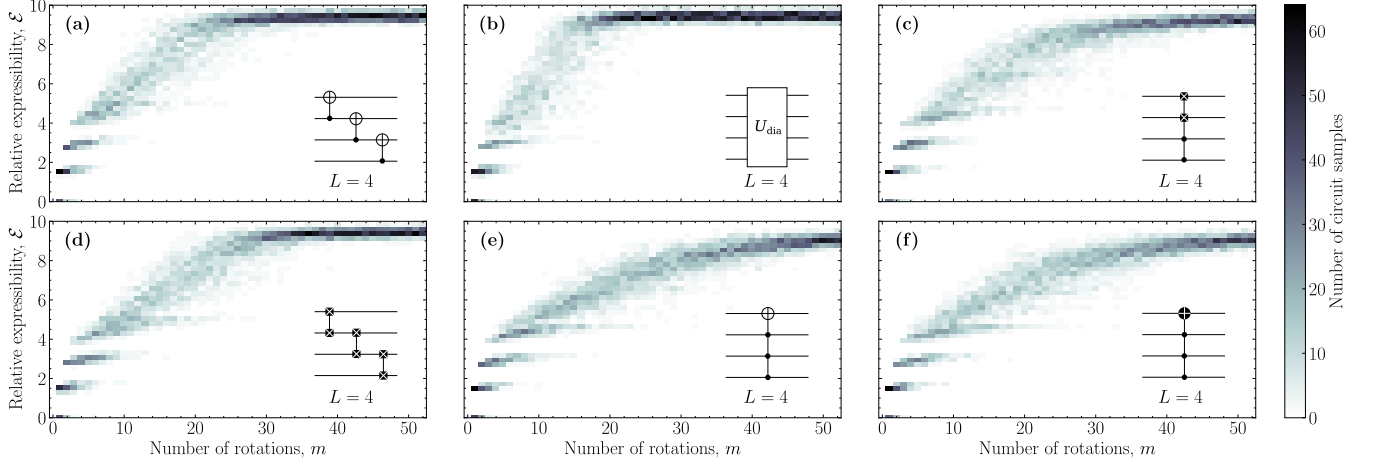 (a)
(b)
(c)
10
8
6
4
2
0
Relative expressibility, ℰ
L = 4
U_dia
L = 4
L = 4
60
50
40
30
20
10
0
Number of circuit samples
(d)
(e)
(f)
10
8
6
4
2
0
Relative expressibility, ℰ
L = 4
L = 4
L = 4
0 10 20 30 40 50
0 10 20 30 40 50
0 10 20 30 40 50
Number of rotations, m
Number of rotations, m
Number of rotations, m